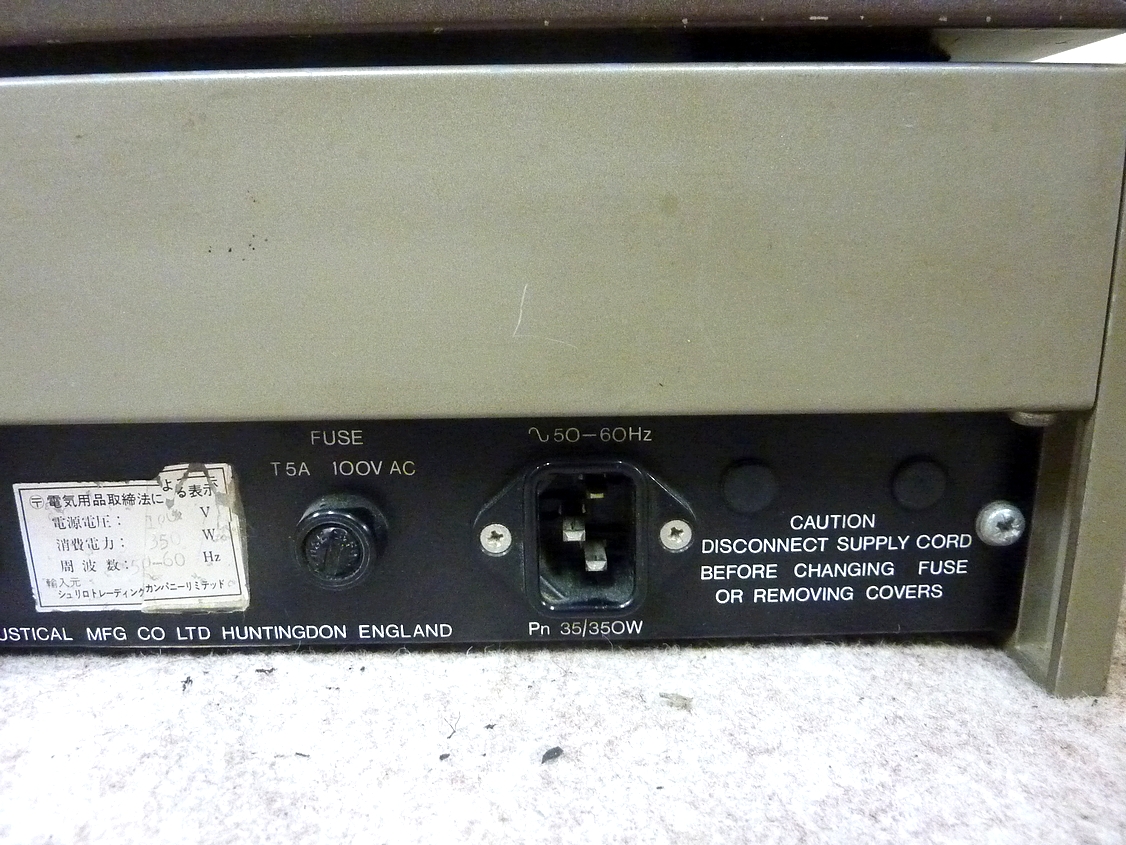 FUSE
T5A 100V AC
∿50–60Hz
〒電気用品取締法による表示
電源電圧: 100 V
消費電力: 350 W
周波数: 50-60 Hz
輸入元
シュリロトレーディングカンパニーリミテッド
CAUTION
DISCONNECT SUPPLY CORD
BEFORE CHANGING FUSE
OR REMOVING COVERS
USTICAL MFG CO LTD HUNTINGDON ENGLAND
Pn 35/350W